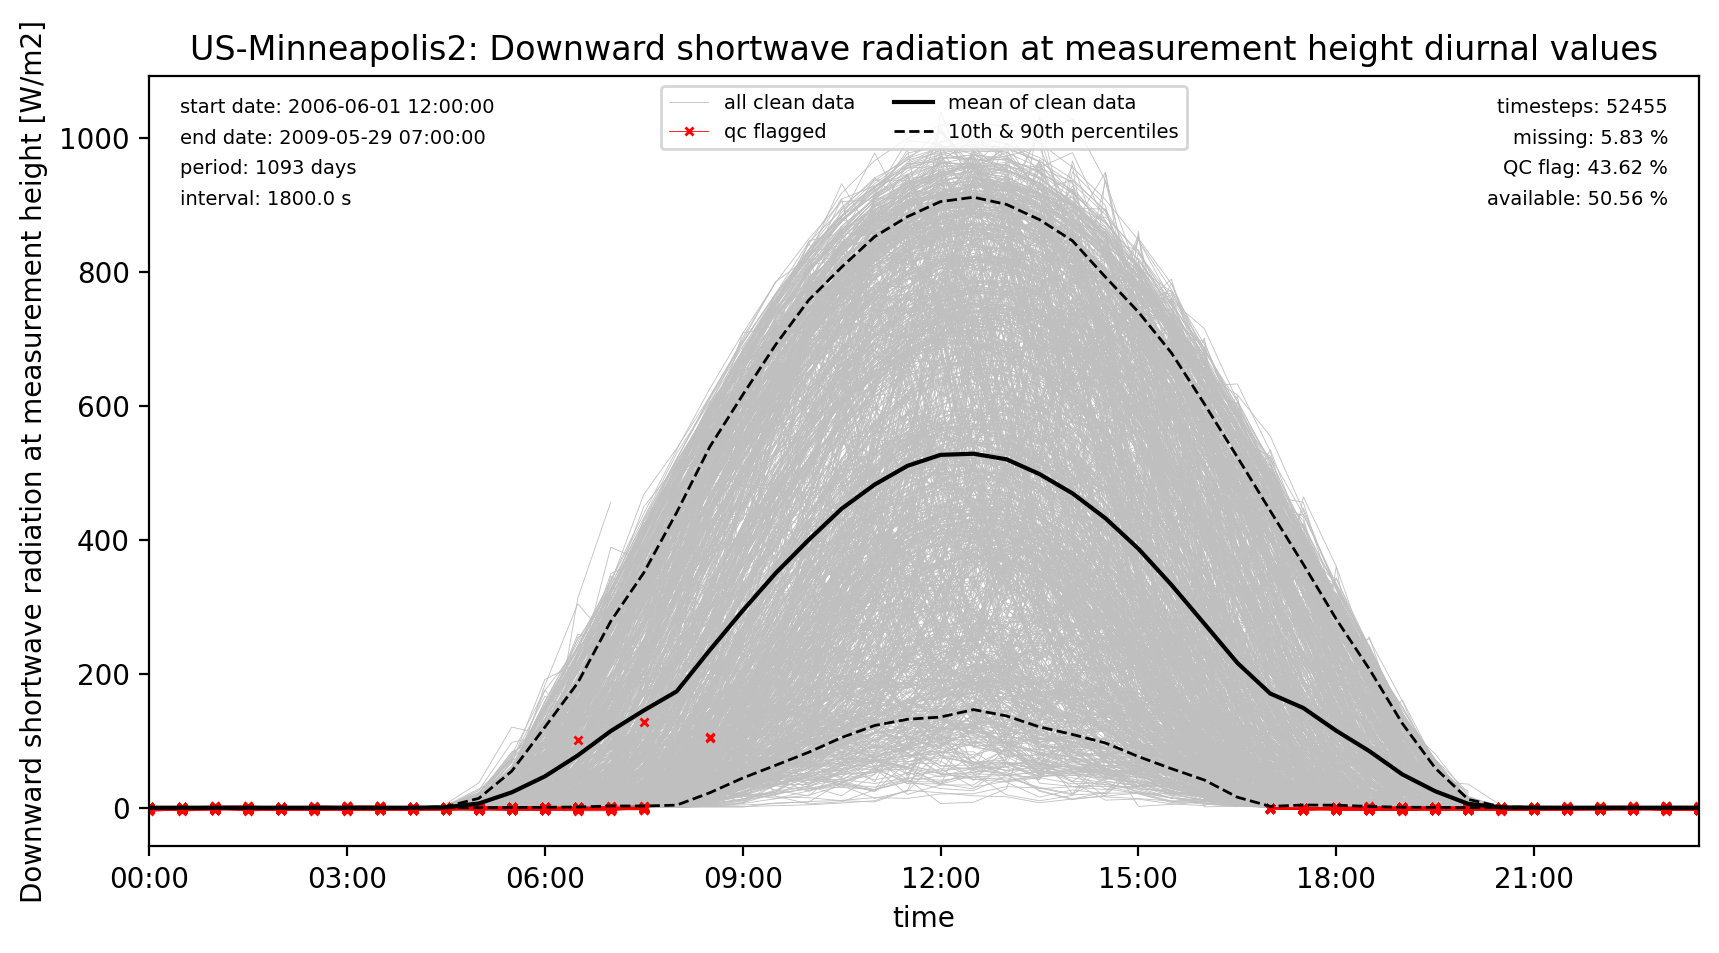 US-Minneapolis2: Downward shortwave radiation at measurement height diurnal values
Downward shortwave radiation at measurement height [W/m2]
start date: 2006-06-01 12:00:00
end date: 2009-05-29 07:00:00
period: 1093 days
interval: 1800.0 s
all clean data
qc flagged
mean of clean data
10th & 90th percentiles
timesteps: 52455
missing: 5.83 %
QC flag: 43.62 %
available: 50.56 %
1000
800
600
400
200
0
00:00 03:00 06:00 09:00 12:00 15:00 18:00 21:00
time